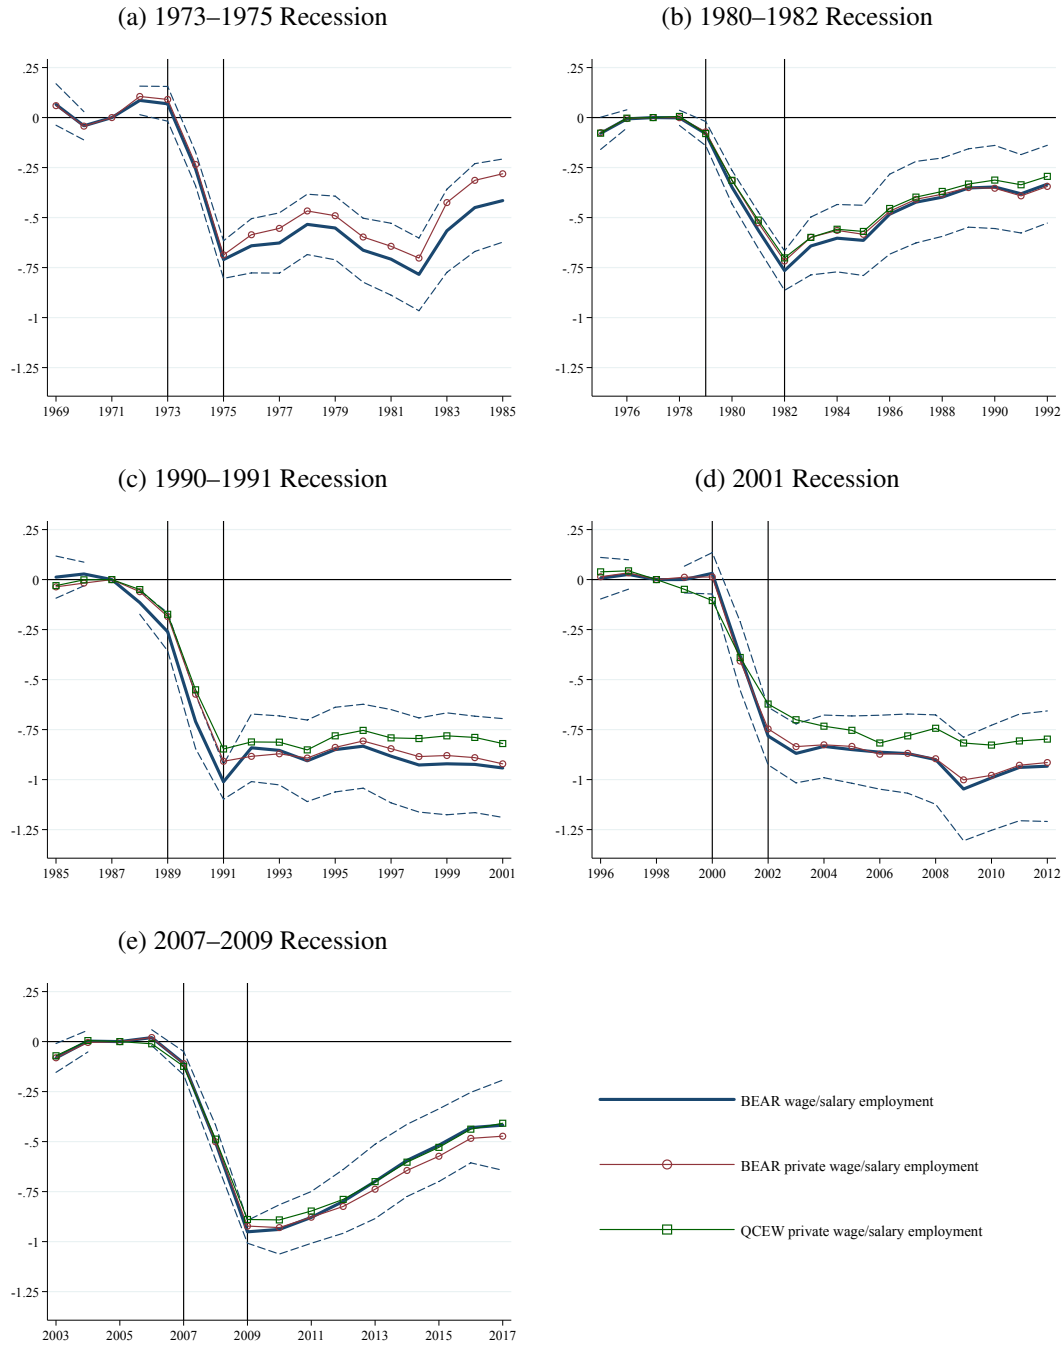 (a) 1973–1975 Recession
.25
0
-.25
-.5
-.75
-1
-1.25
1969 1971 1973 1975 1977 1979 1981 1983 1985
(b) 1980–1982 Recession
.25
0
-.25
-.5
-.75
-1
-1.25
1976 1978 1980 1982 1984 1986 1988 1990 1992
(c) 1990–1991 Recession
.25
0
-.25
-.5
-.75
-1
-1.25
1985 1987 1989 1991 1993 1995 1997 1999 2001
(d) 2001 Recession
.25
0
-.25
-.5
-.75
-1
-1.25
1996 1998 2000 2002 2004 2006 2008 2010 2012
(e) 2007–2009 Recession
.25
0
-.25
-.5
-.75
-1
-1.25
2003 2005 2007 2009 2011 2013 2015 2017
BEAR wage/salary employment
BEAR private wage/salary employment
QCEW private wage/salary employment